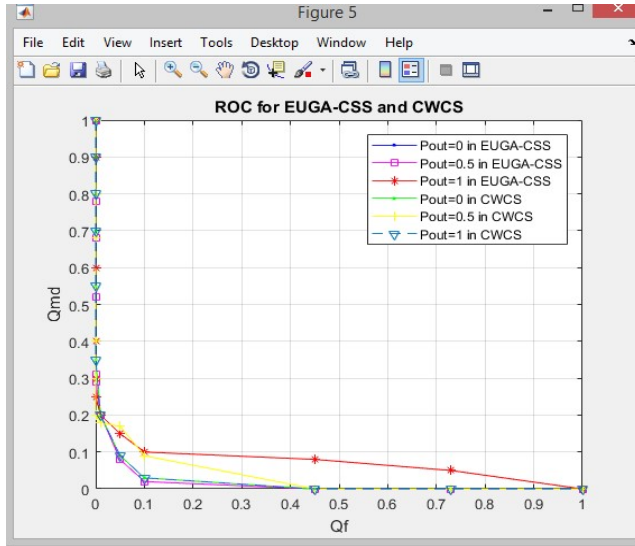 Figure 5
File Edit View Insert Tools Desktop Window Help
ROC for EUGA-CSS and CWCS
Pout=0 in EUGA-CSS
Pout=0.5 in EUGA-CSS
Pout=1 in EUGA-CSS
Pout=0 in CWCS
Pout=0.5 in CWCS
Pout=1 in CWCS
1
0.9
0.8
0.7
0.6
0.5
0.4
0.3
0.2
0.1
0
Qmd
0 0.1 0.2 0.3 0.4 0.5 0.6 0.7 0.8 0.9 1
Qf